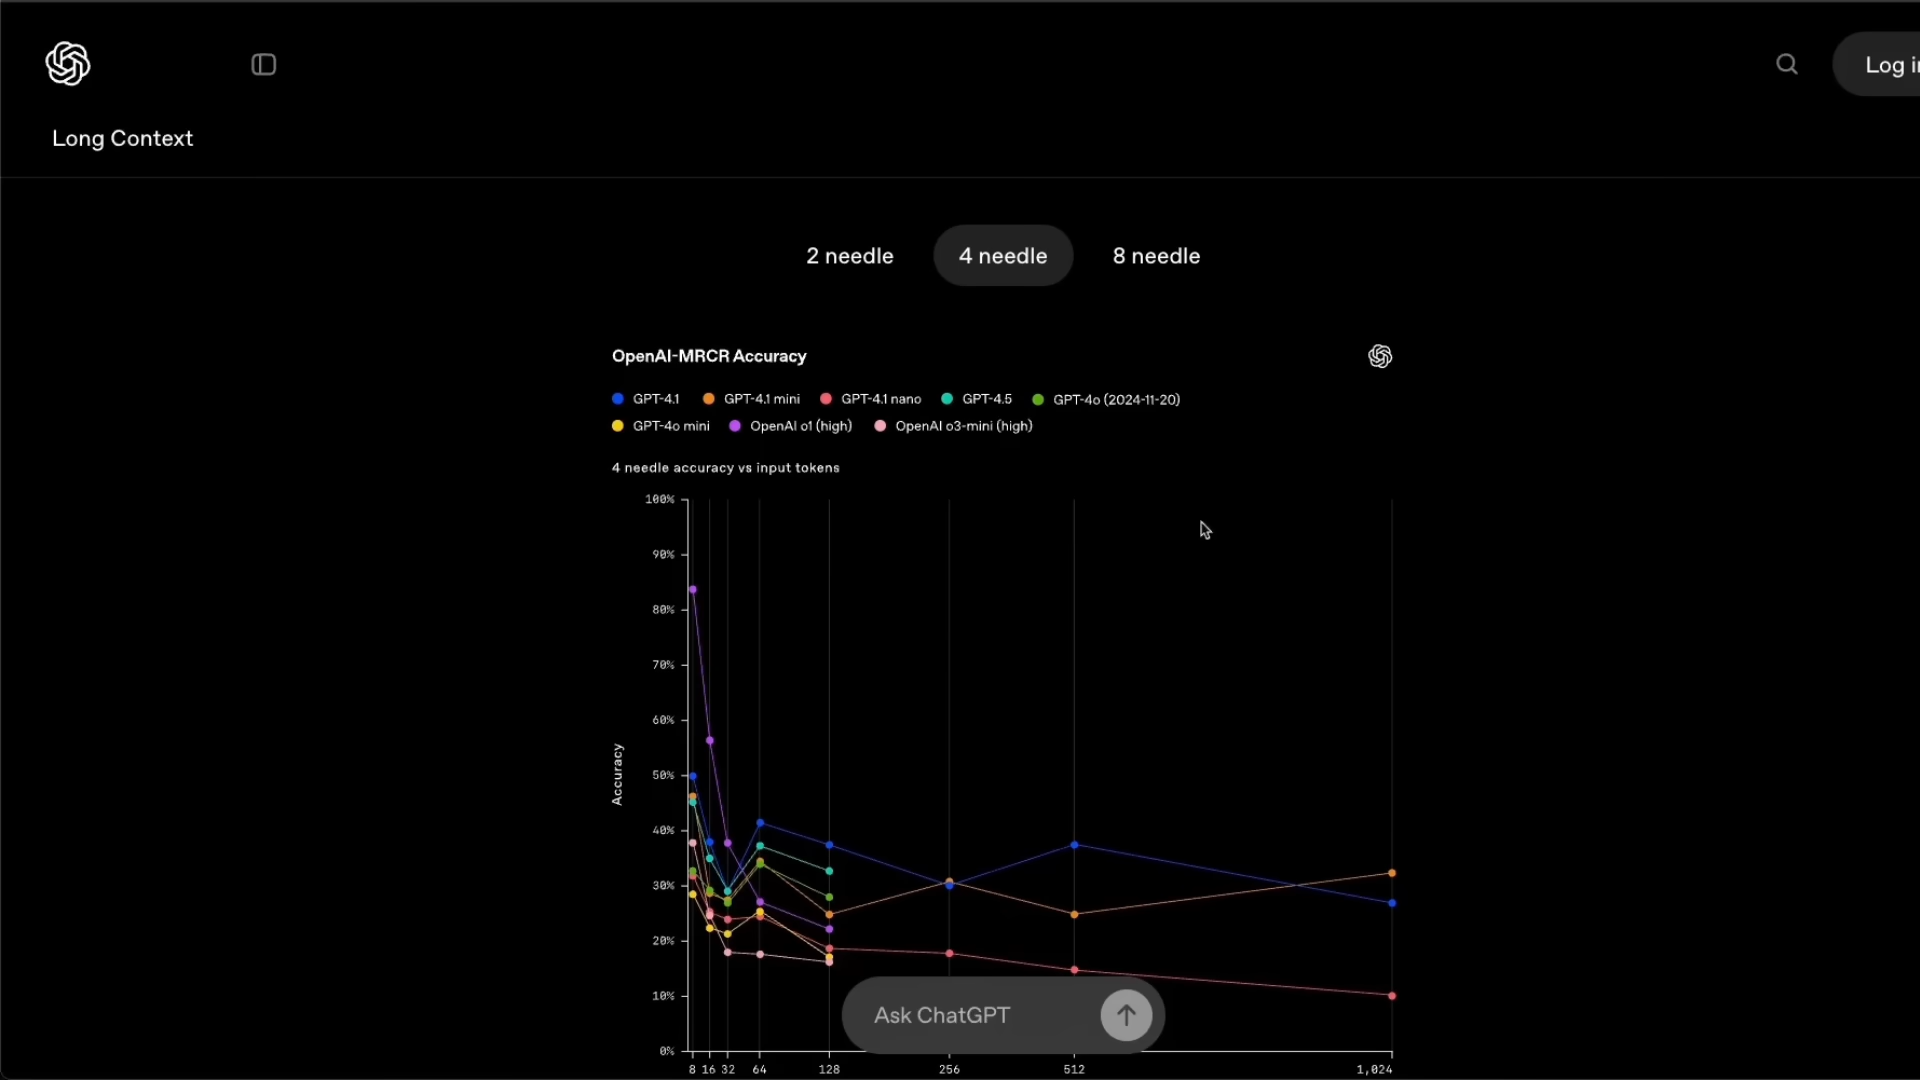 Log i
Long Context
2 needle 4 needle 8 needle
OpenAI-MRCR Accuracy
GPT-4.1 GPT-4.1 mini GPT-4.1 nano GPT-4.5 GPT-4o (2024-11-20)
GPT-4o mini OpenAI o1 (high) OpenAI o3-mini (high)
4 needle accuracy vs input tokens
100%
90%
80%
70%
60%
50%
40%
30%
20%
10%
0%
Accuracy
8 16 32 64 128 256 512 1,024
Ask ChatGPT